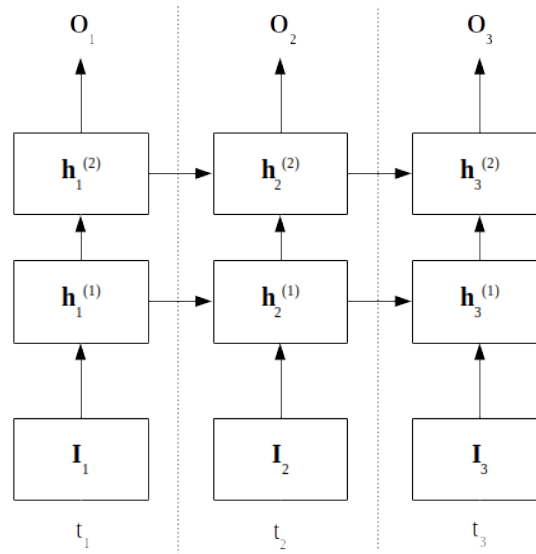 O₁ O₂ O₃
h₁⁽²⁾ h₂⁽²⁾ h₃⁽²⁾
h₁⁽¹⁾ h₂⁽¹⁾ h₃⁽¹⁾
I₁ I₂ I₃
t₁ t₂ t₃